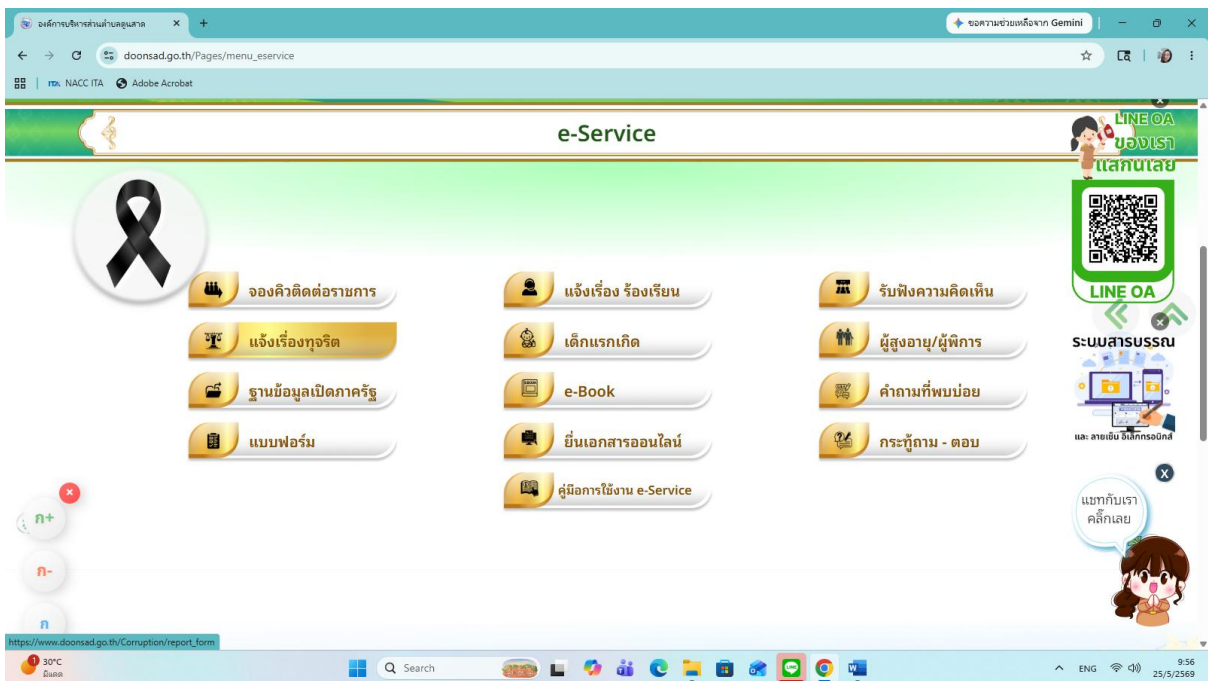 องค์การบริหารส่วนตำบลดูนสาด
ขอความช่วยเหลือจาก Gemini
doonsad.go.th/Pages/menu_eservice
NACC ITA
Adobe Acrobat
e-Service
LINE OA
ของเรา
แสกนเลย
LINE OA
จองคิวติดต่อราชการ
แจ้งเรื่อง ร้องเรียน
รับฟังความคิดเห็น
แจ้งเรื่องทุจริต
เด็กแรกเกิด
ผู้สูงอายุ/ผู้พิการ
ฐานข้อมูลเปิดภาครัฐ
e-Book
คำถามที่พบบ่อย
แบบฟอร์ม
ยื่นเอกสารออนไลน์
กระทู้ถาม - ตอบ
คู่มือการใช้งาน e-Service
ระบบสารบรรณ
และ ลายเซ็น อิเล็กทรอนิกส์
แชทกับเรา
คลิ๊กเลย
ก+
ก-
ก
https://www.doonsad.go.th/Corruption/report_form
1
30°C
มีแดด
Search
ENG
9:56
25/5/2569